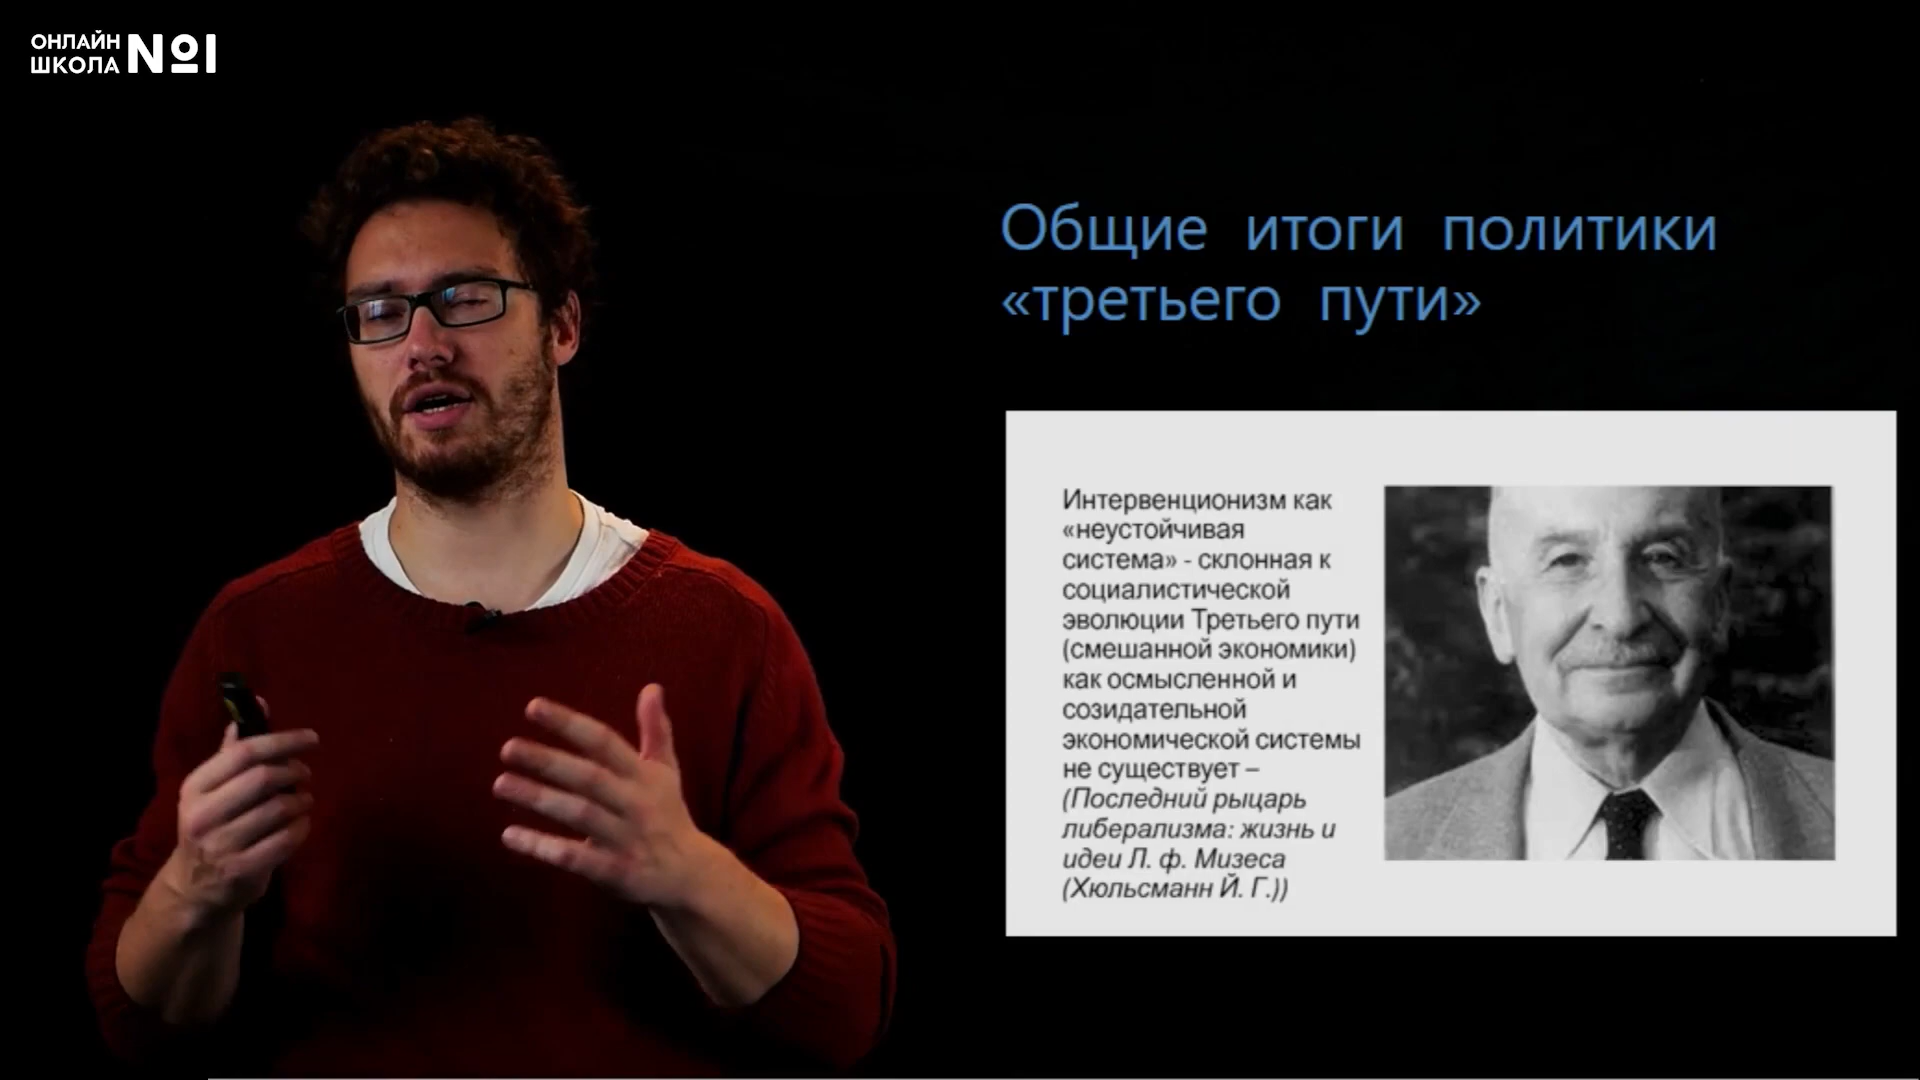 ОНЛАЙН
ШКОЛА №1
Общие итоги политики
«третьего пути»
Интервенционизм как
«неустойчивая
система» - склонная к
социалистической
эволюции Третьего пути
(смешанной экономики)
как осмысленной и
созидательной
экономической системы
не существует –
(Последний рыцарь
либерализма: жизнь и
идеи Л. ф. Мизеса
(Хюльсманн Й. Г.))